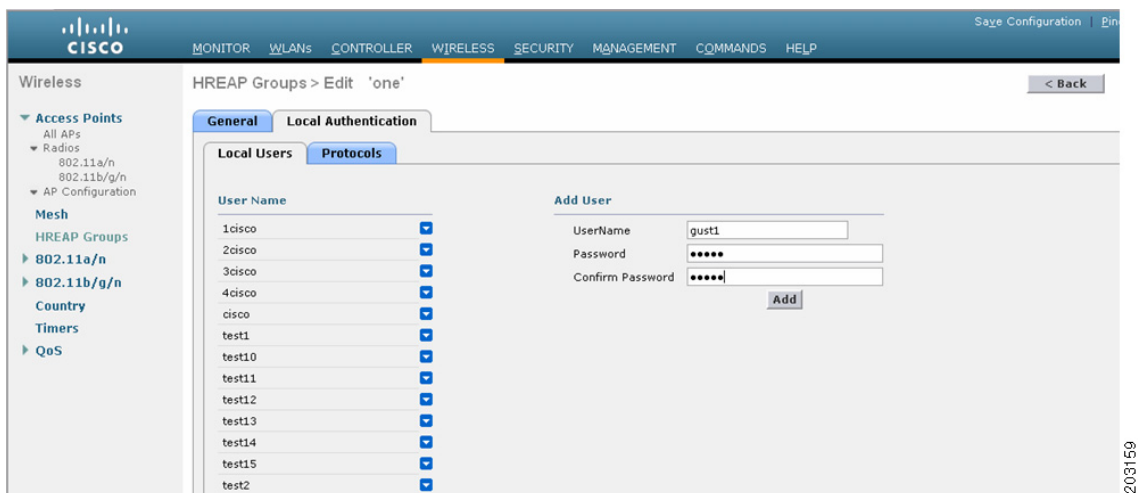 Save Configuration | Pin
CISCO
MONITOR WLANs CONTROLLER WIRELESS SECURITY MANAGEMENT COMMANDS HELP
Wireless
Access Points
All APs
Radios
802.11a/n
802.11b/g/n
AP Configuration
Mesh
HREAP Groups
802.11a/n
802.11b/g/n
Country
Timers
QoS
HREAP Groups > Edit 'one'
< Back
General Local Authentication
Local Users Protocols
User Name
1cisco
2cisco
3cisco
4cisco
cisco
test1
test10
test11
test12
test13
test14
test15
test2
Add User
UserName gust1
Password •••••
Confirm Password •••••
Add
203159